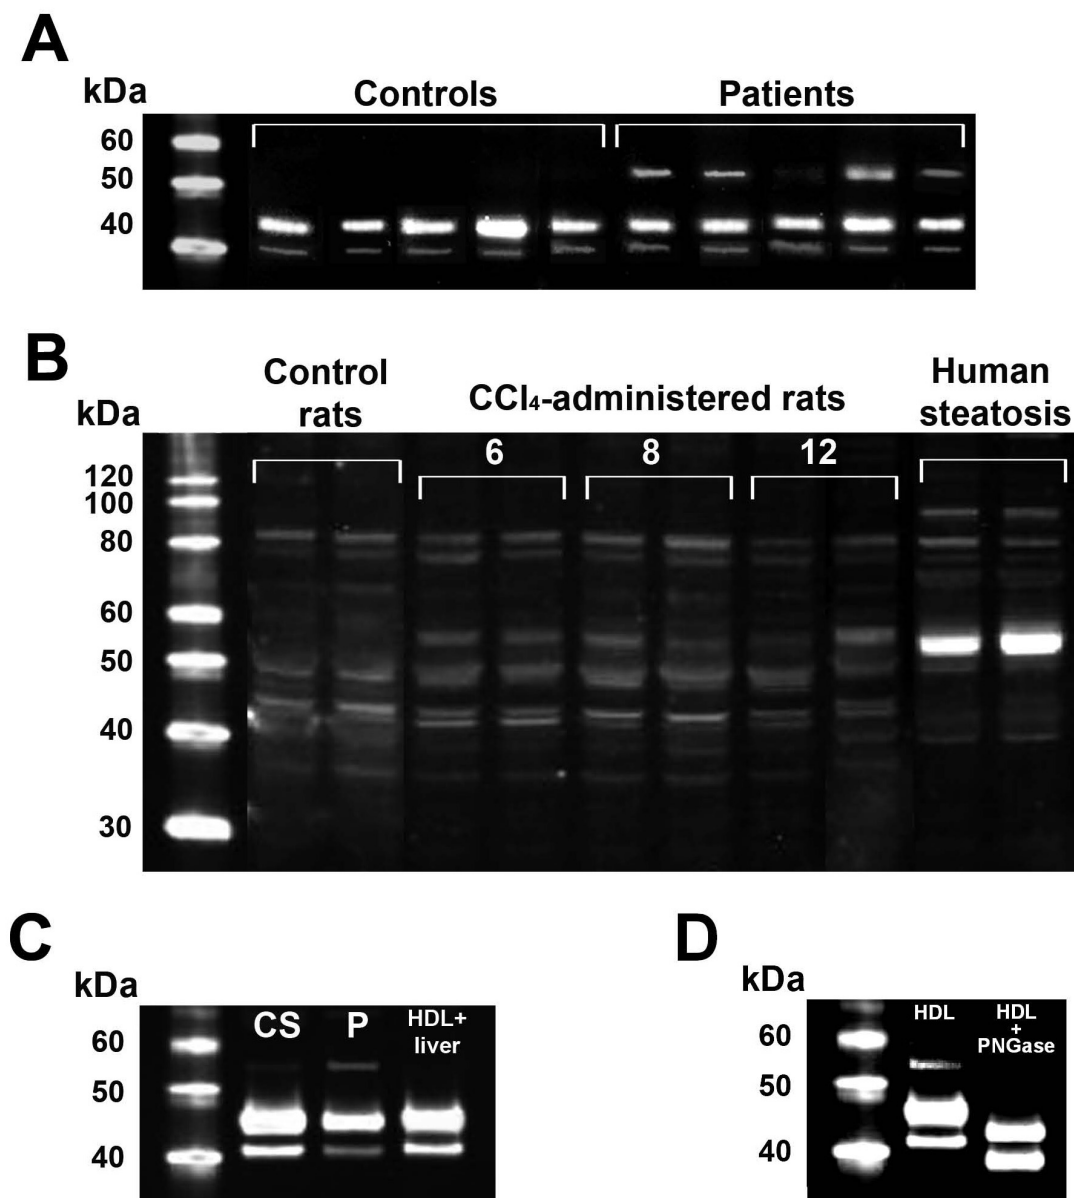 A
kDa
Controls
Patients
60
50
40
B
kDa
Control
rats
CCl₄-administered rats
Human
steatosis
6
8
12
120
100
80
60
50
40
30
C
kDa
60
50
40
CS
P
HDL+
liver
D
kDa
60
50
40
HDL
HDL
+
PNGase